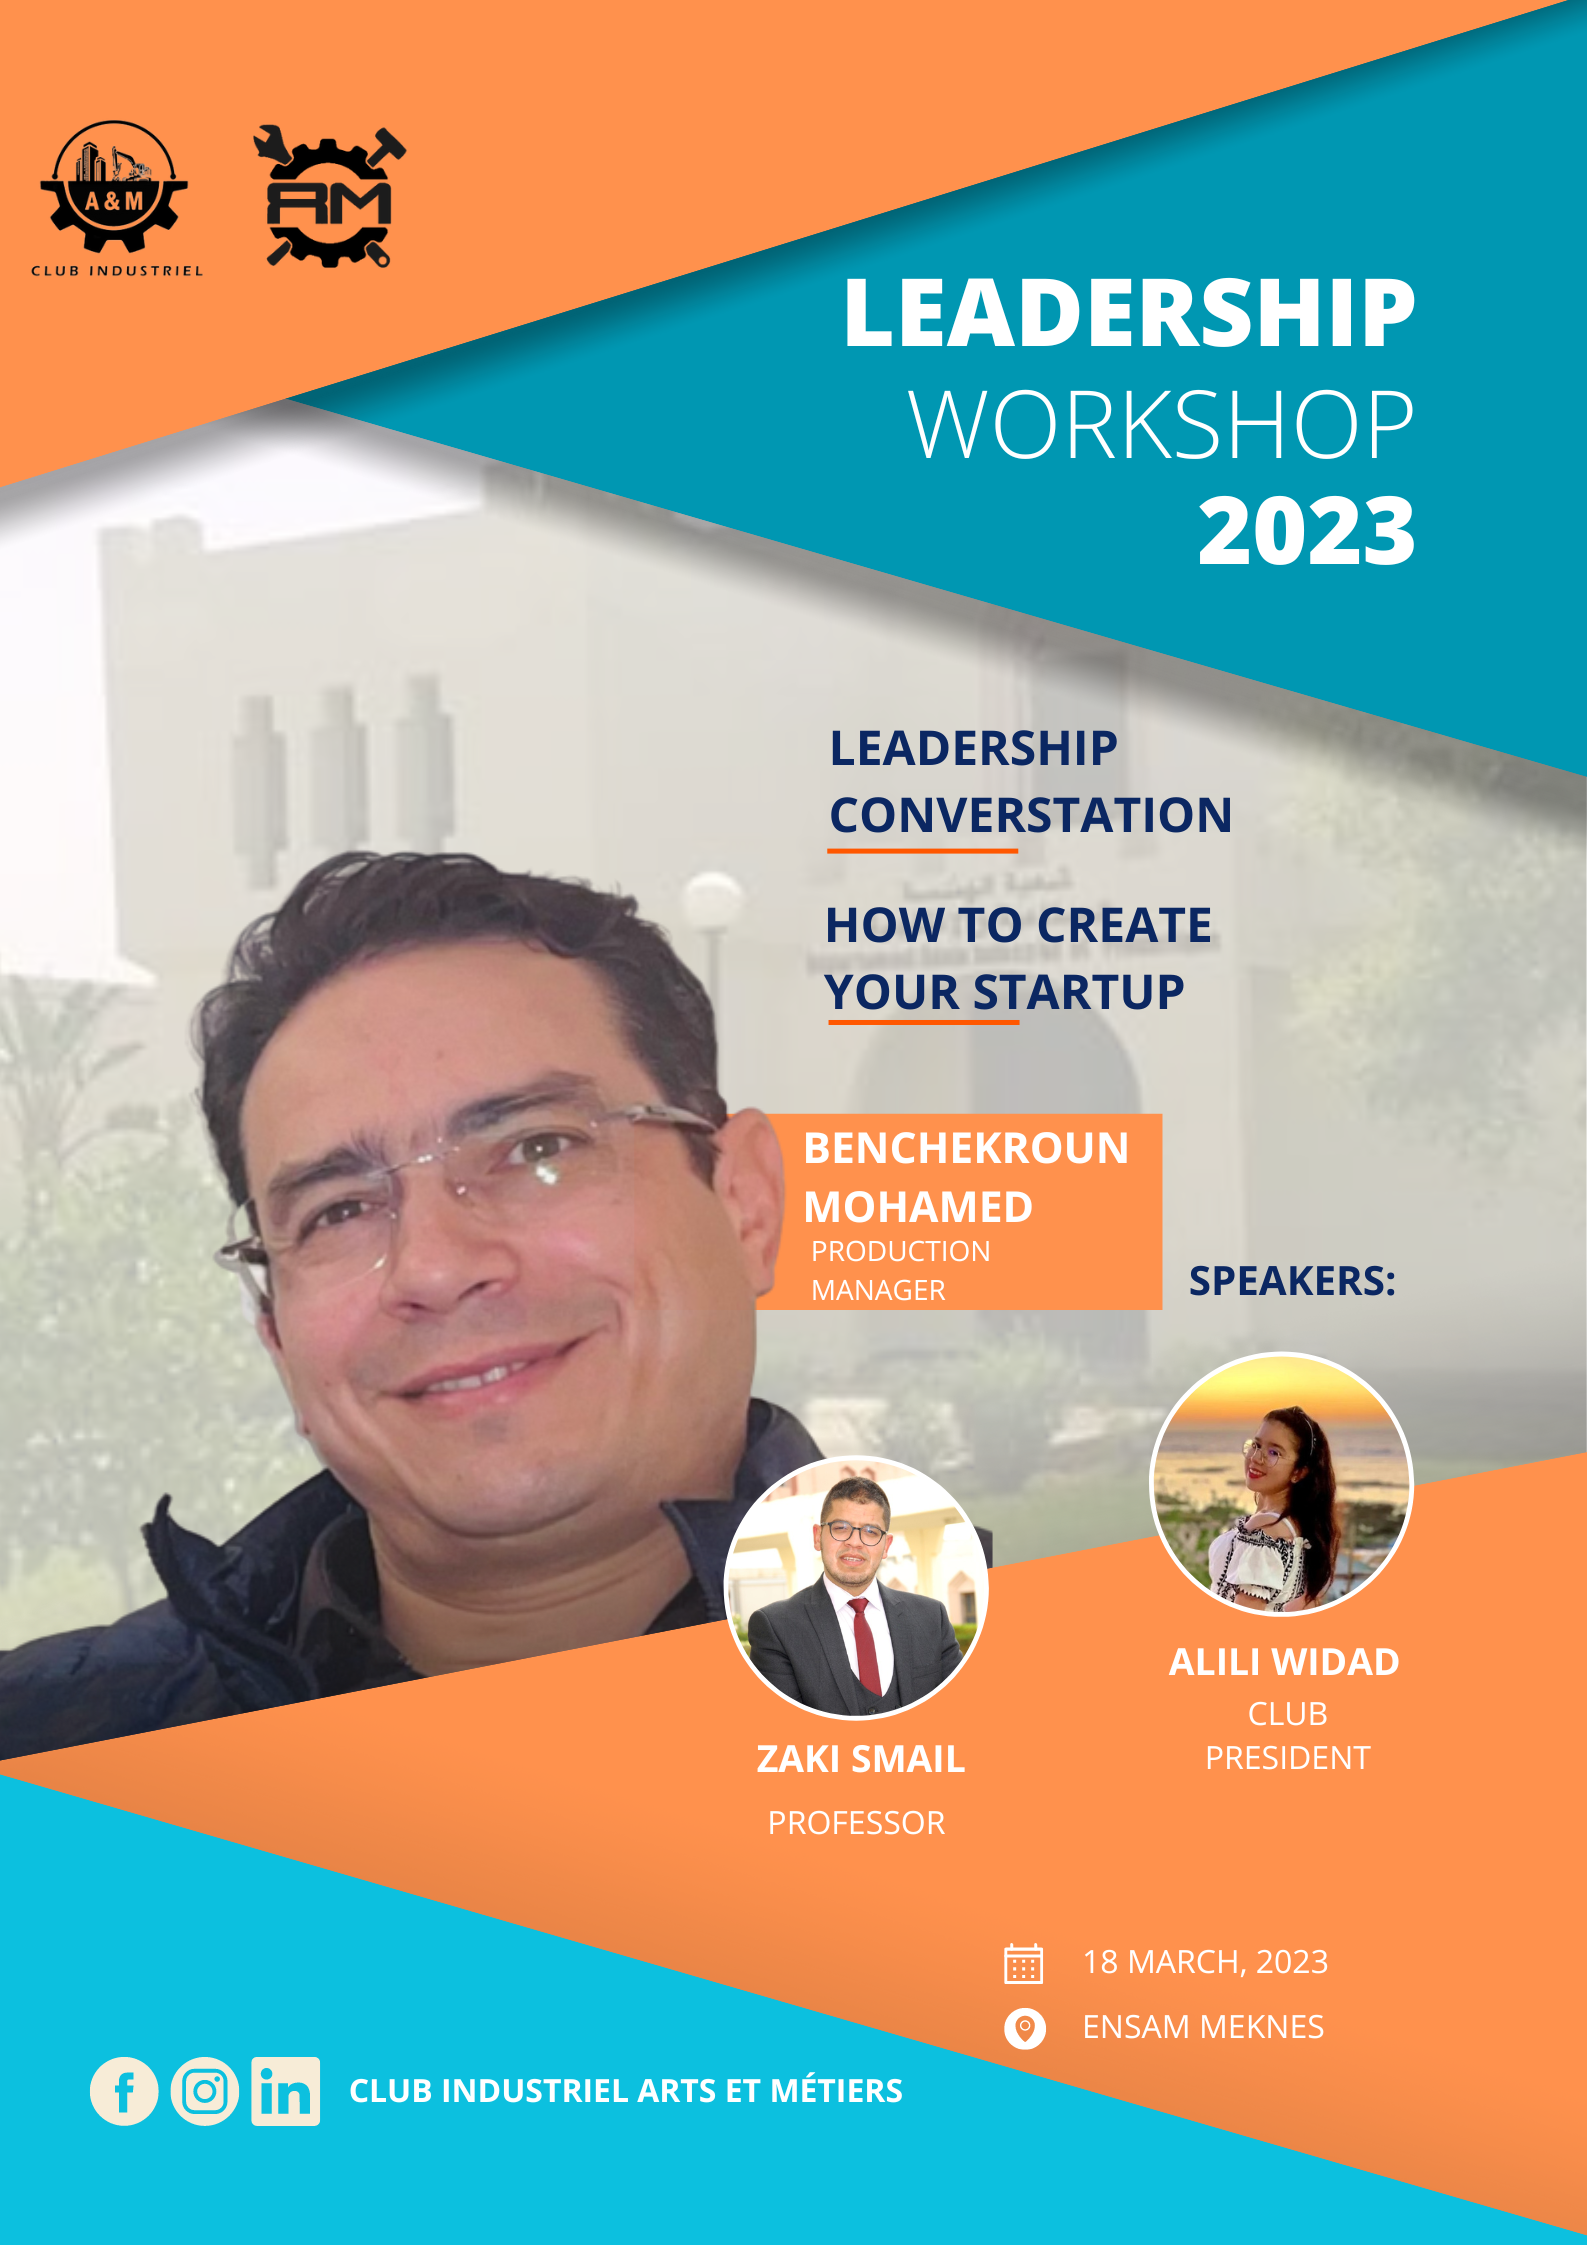 A & M
CLUB INDUSTRIEL
AM
LEADERSHIP
WORKSHOP
2023
LEADERSHIP
CONVERSTATION
HOW TO CREATE
YOUR STARTUP
BENCHEKROUN
MOHAMED
PRODUCTION
MANAGER
SPEAKERS:
ALILI WIDAD
CLUB
PRESIDENT
ZAKI SMAIL
PROFESSOR
18 MARCH, 2023
ENSAM MEKNES
f
in
CLUB INDUSTRIEL ARTS ET MÉTIERS